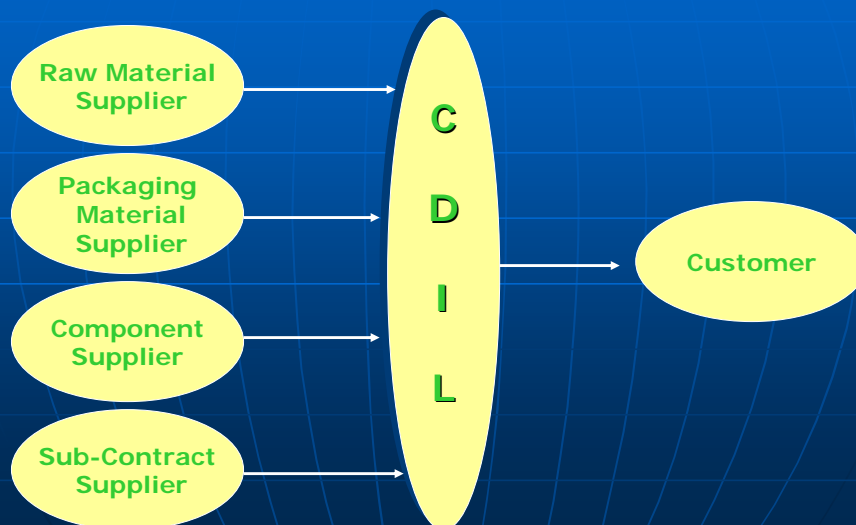 Raw Material
Supplier
Packaging
Material
Supplier
Component
Supplier
Sub-Contract
Supplier
C
D
I
L
Customer